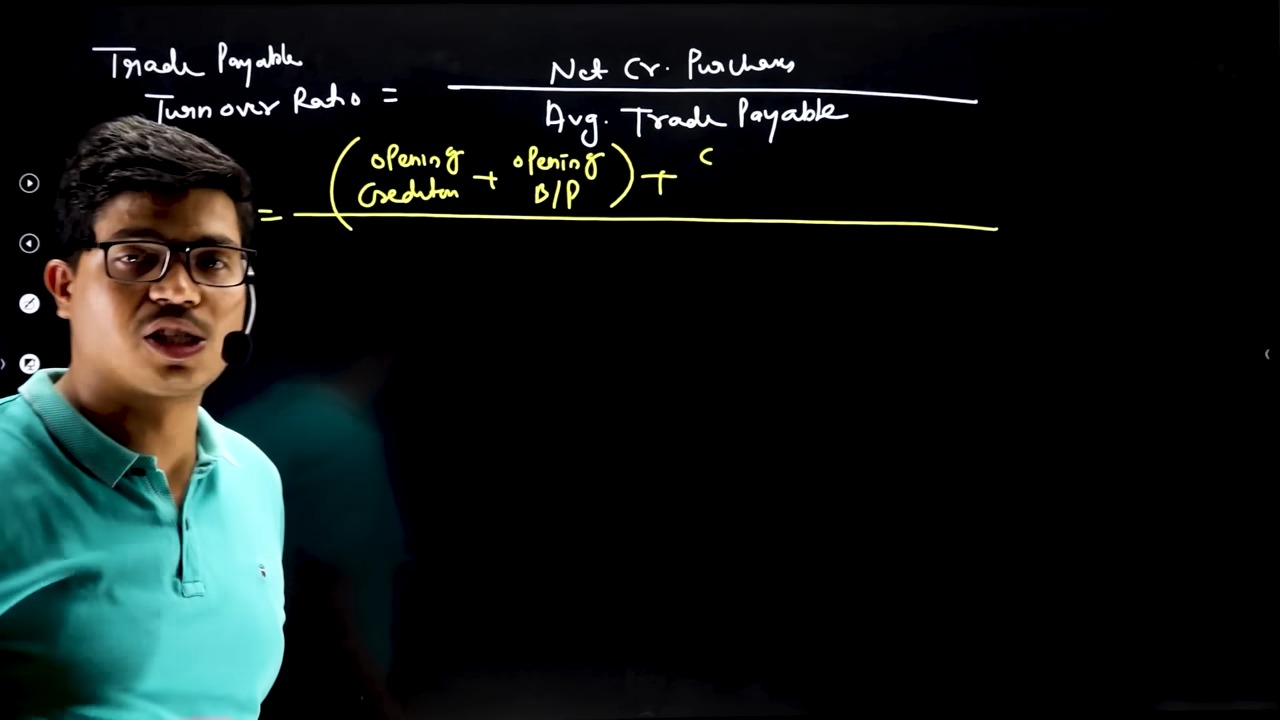 Trade Payable
Turnover Ratio = Net Cr. Purchases
Avg. Trade Payable
= (opening Creditors + opening B/P) + C